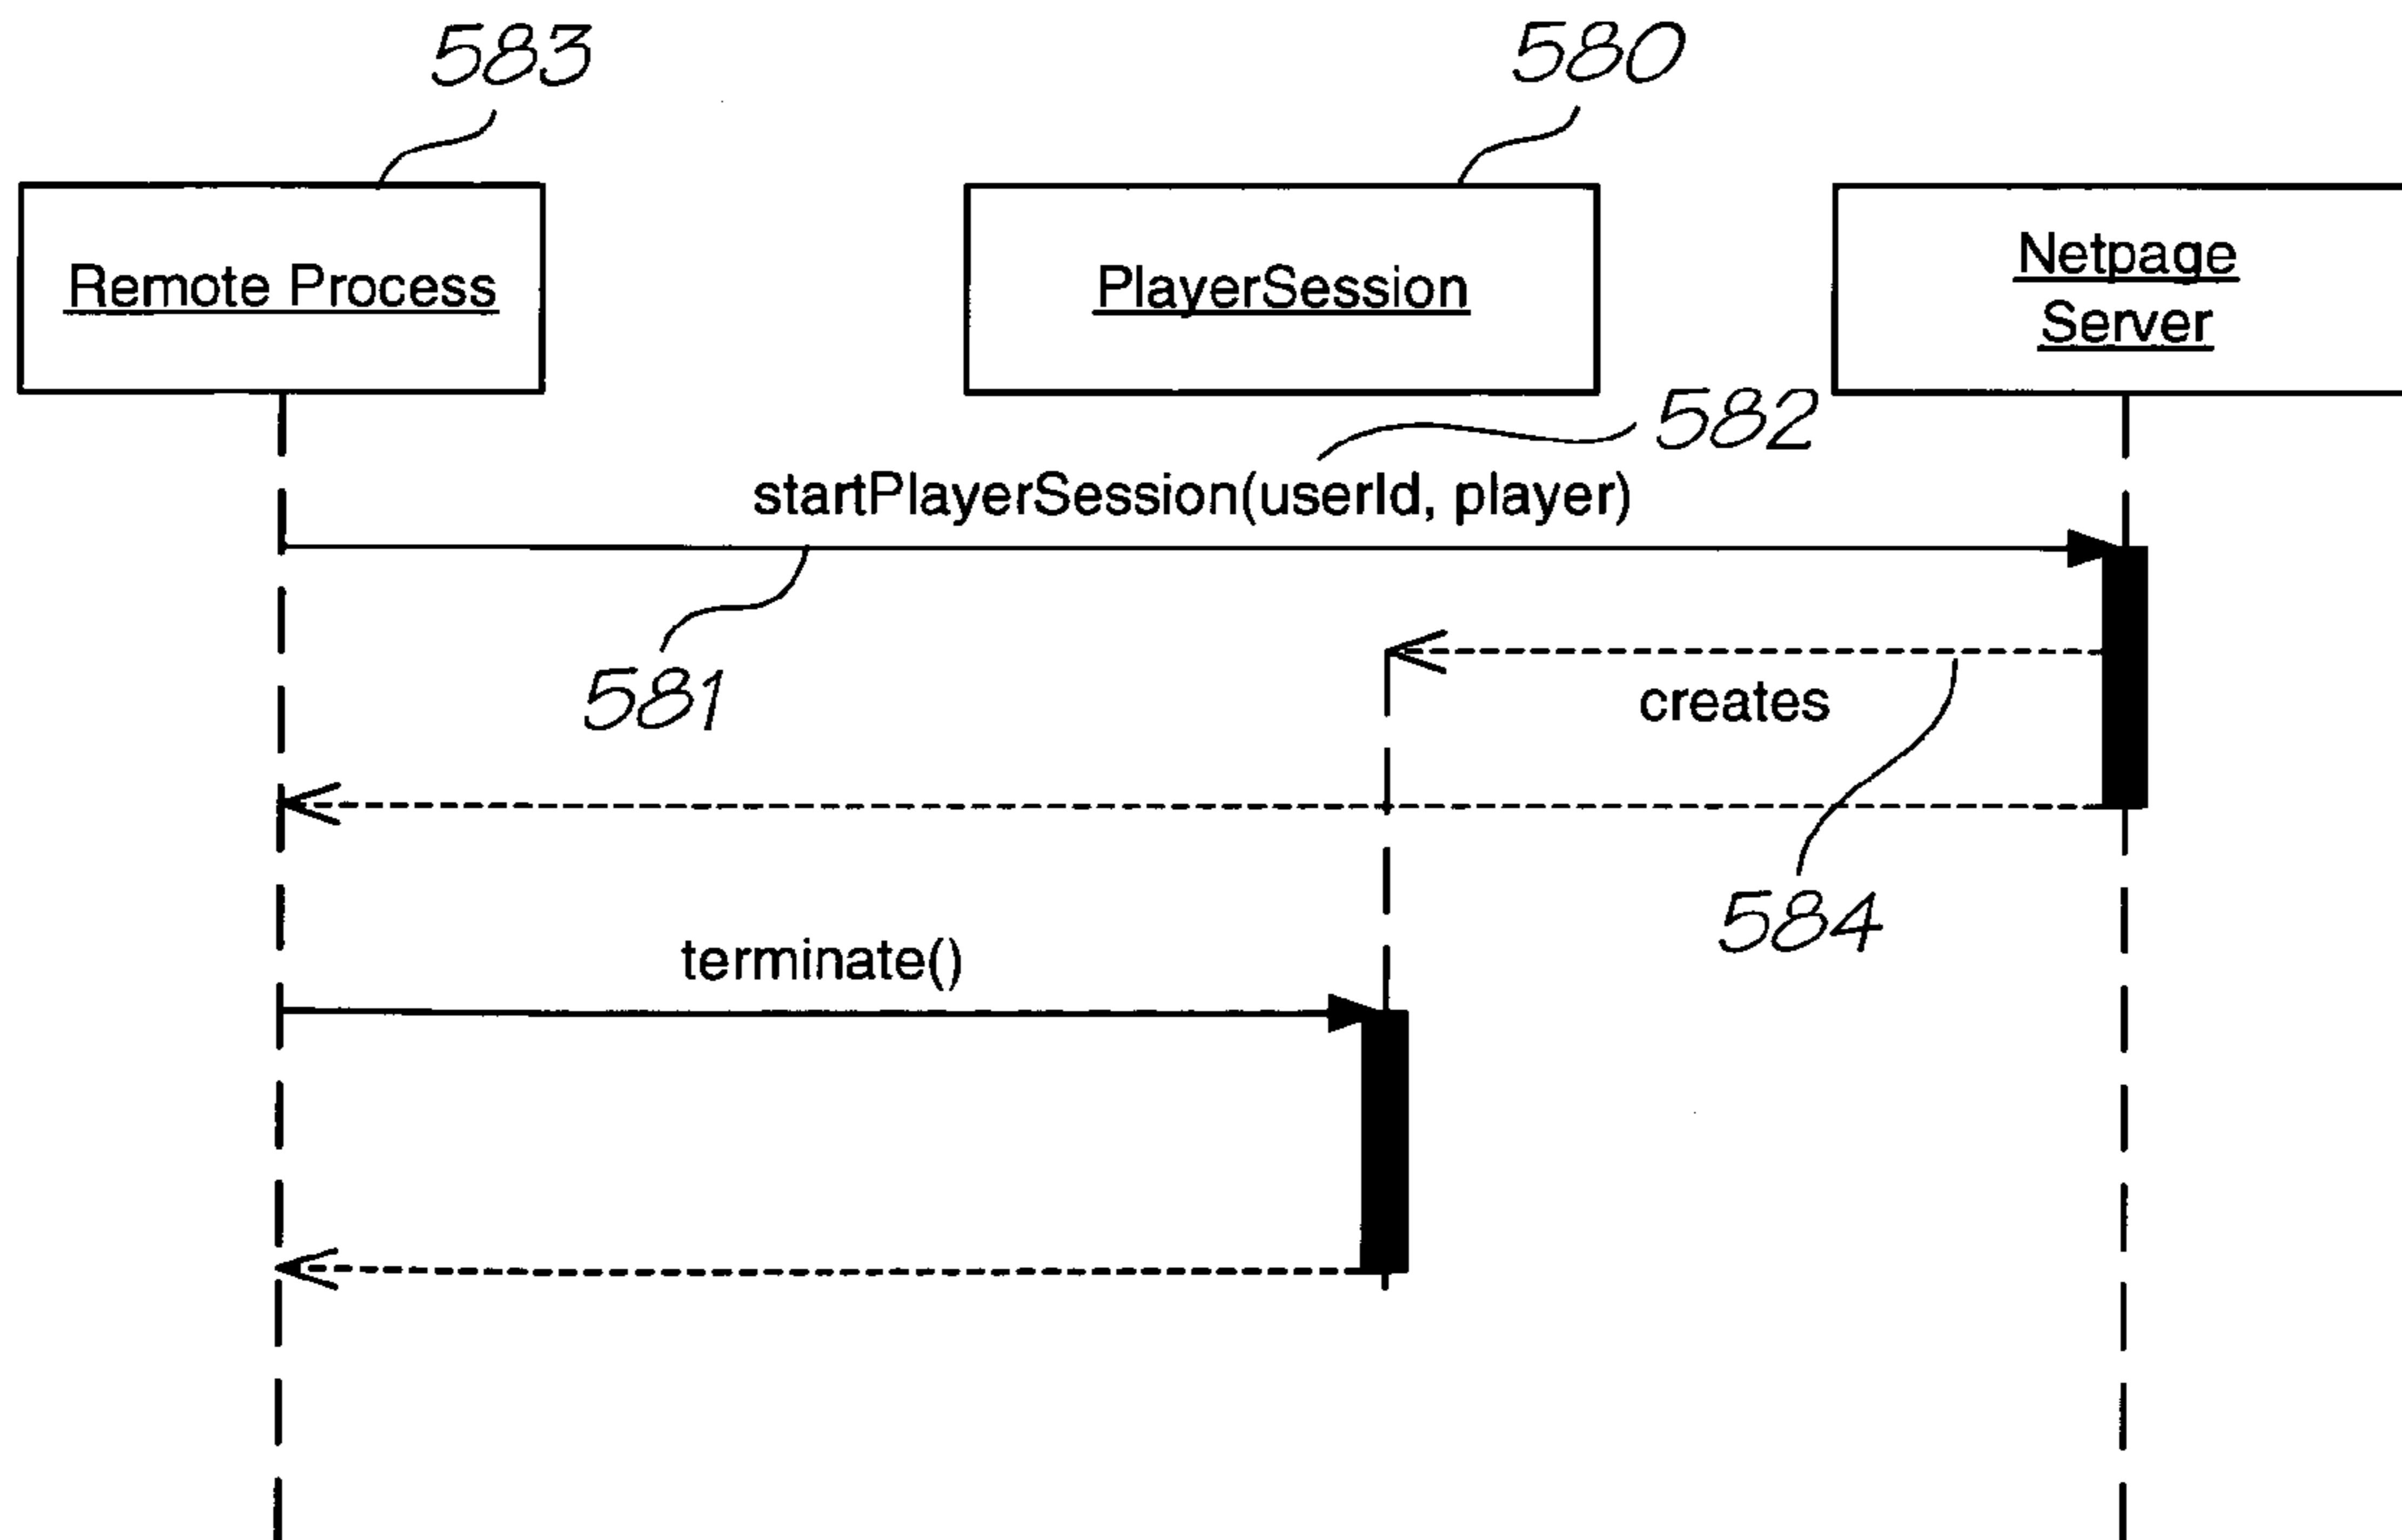 583
580
Remote Process
PlayerSession
Netpage
Server
582
startPlayerSession(userId, player)
581
creates
584
terminate()